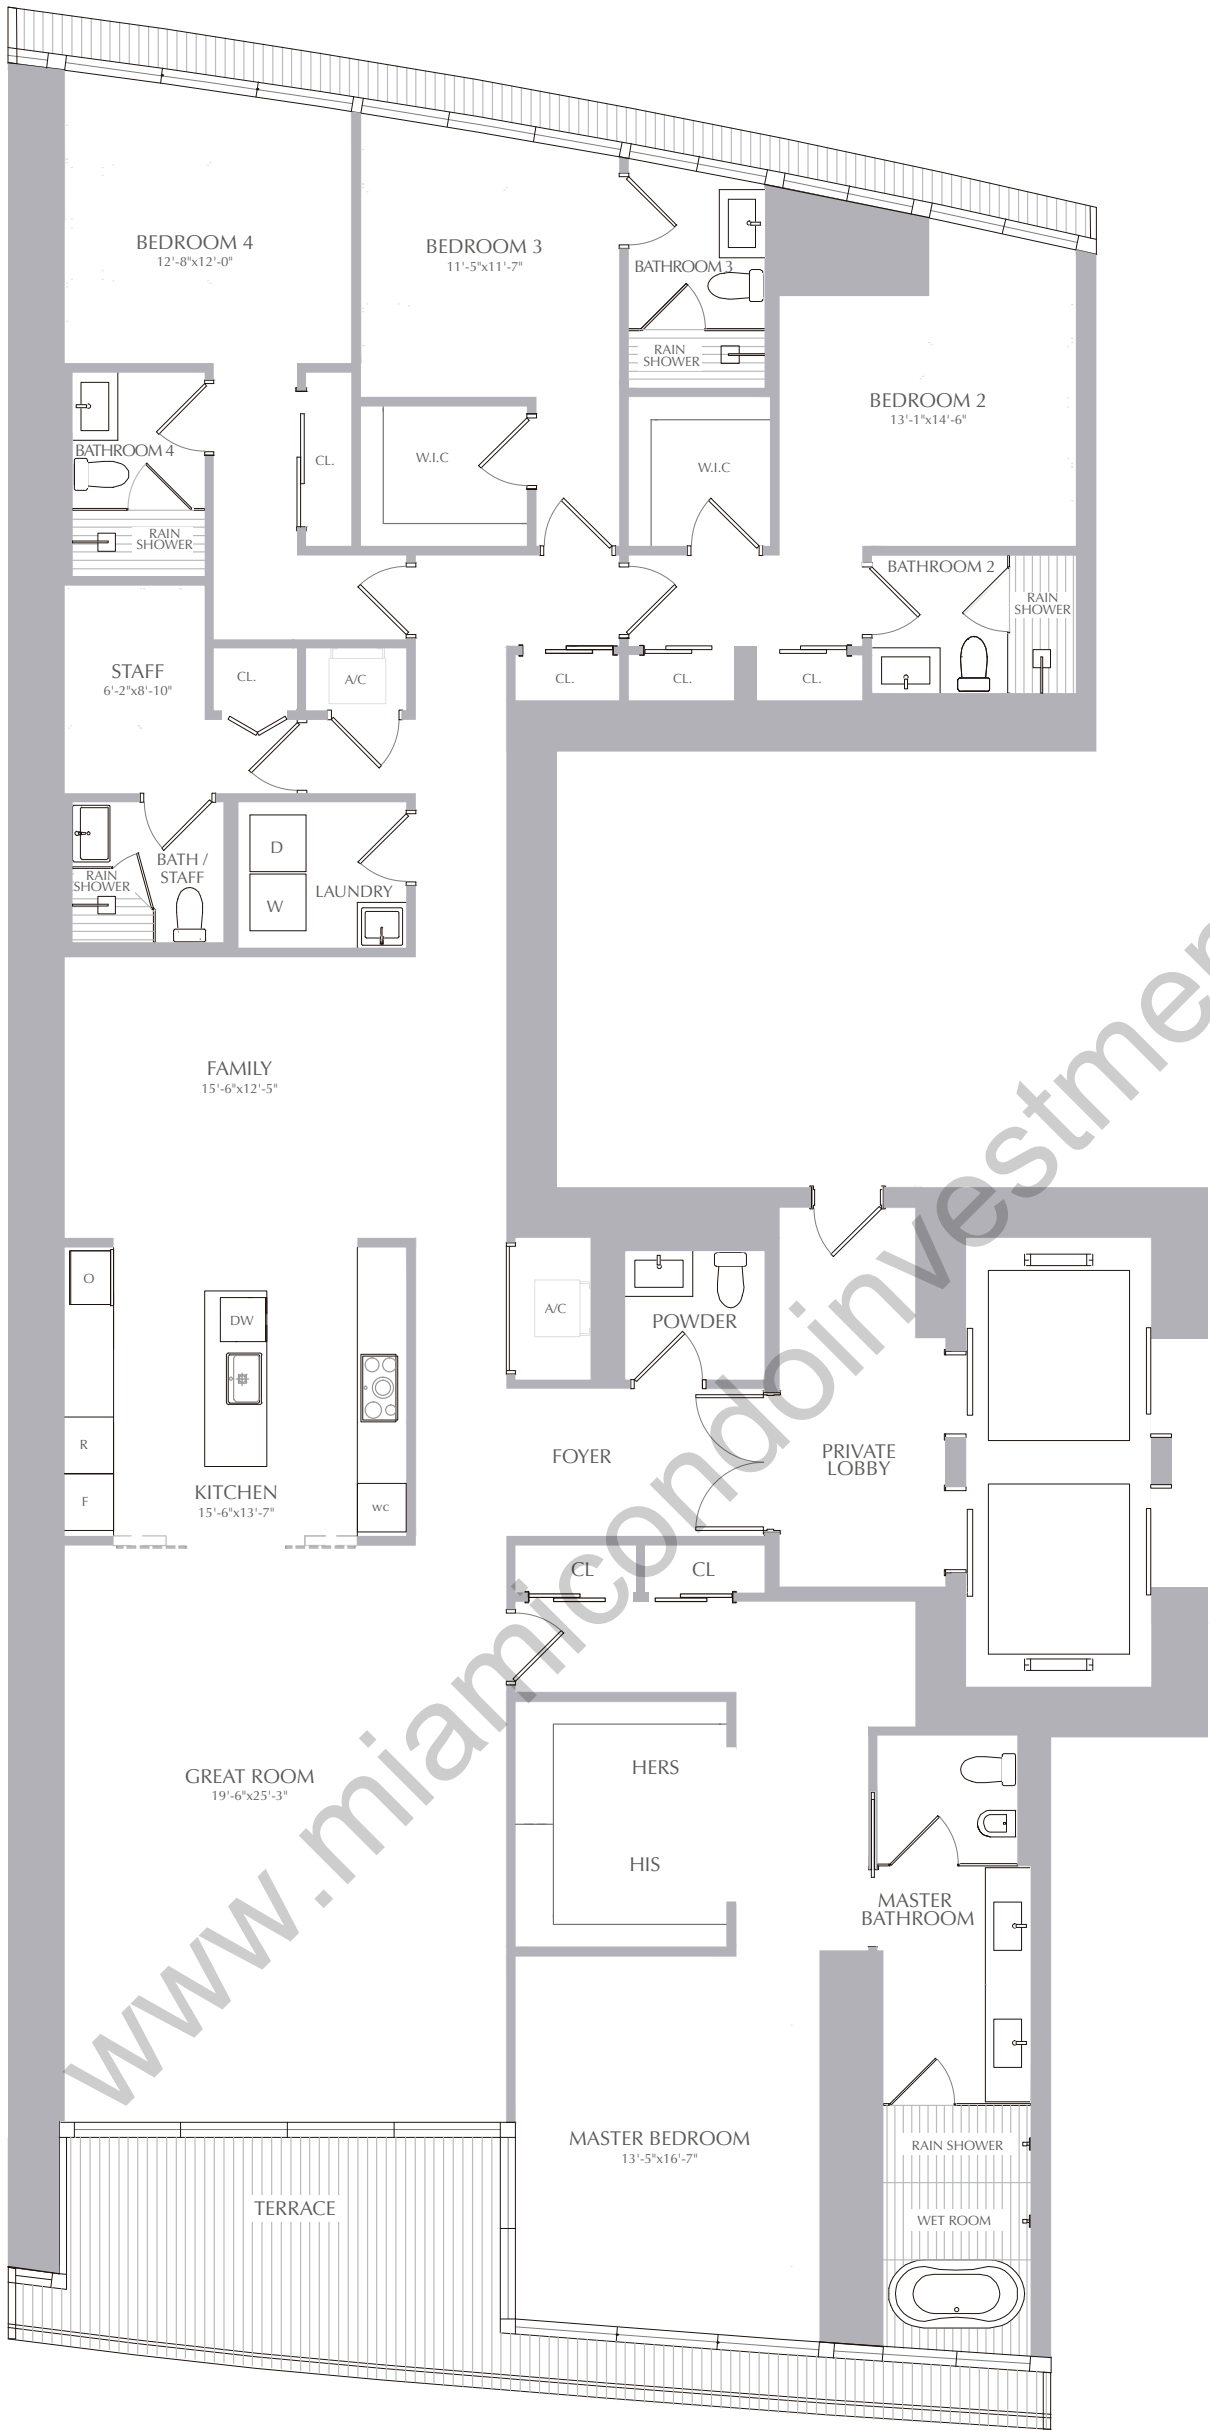 BEDROOM 4
12'-8"x12'-0"
BEDROOM 3
11'-5"x11'-7"
BATHROOM 3
RAIN
SHOWER
BEDROOM 2
13'-1"x14'-6"
BATHROOM 4
RAIN
SHOWER
CL.
W.I.C
W.I.C
BATHROOM 2
RAIN
SHOWER
STAFF
6'-2"x8'-10"
CL.
A/C
CL.
CL.
CL.
BATH /
STAFF
RAIN
SHOWER
D
W
LAUNDRY
FAMILY
15'-6"x12'-5"
O
DW
R
F
KITCHEN
15'-6"x13'-7"
WC
A/C
POWDER
FOYER
PRIVATE
LOBBY
CL
CL
GREAT ROOM
19'-6"x25'-3"
HERS
HIS
MASTER
BATHROOM
MASTER BEDROOM
13'-5"x16'-7"
RAIN SHOWER
WET ROOM
TERRACE
www.miamicondoinvestmen